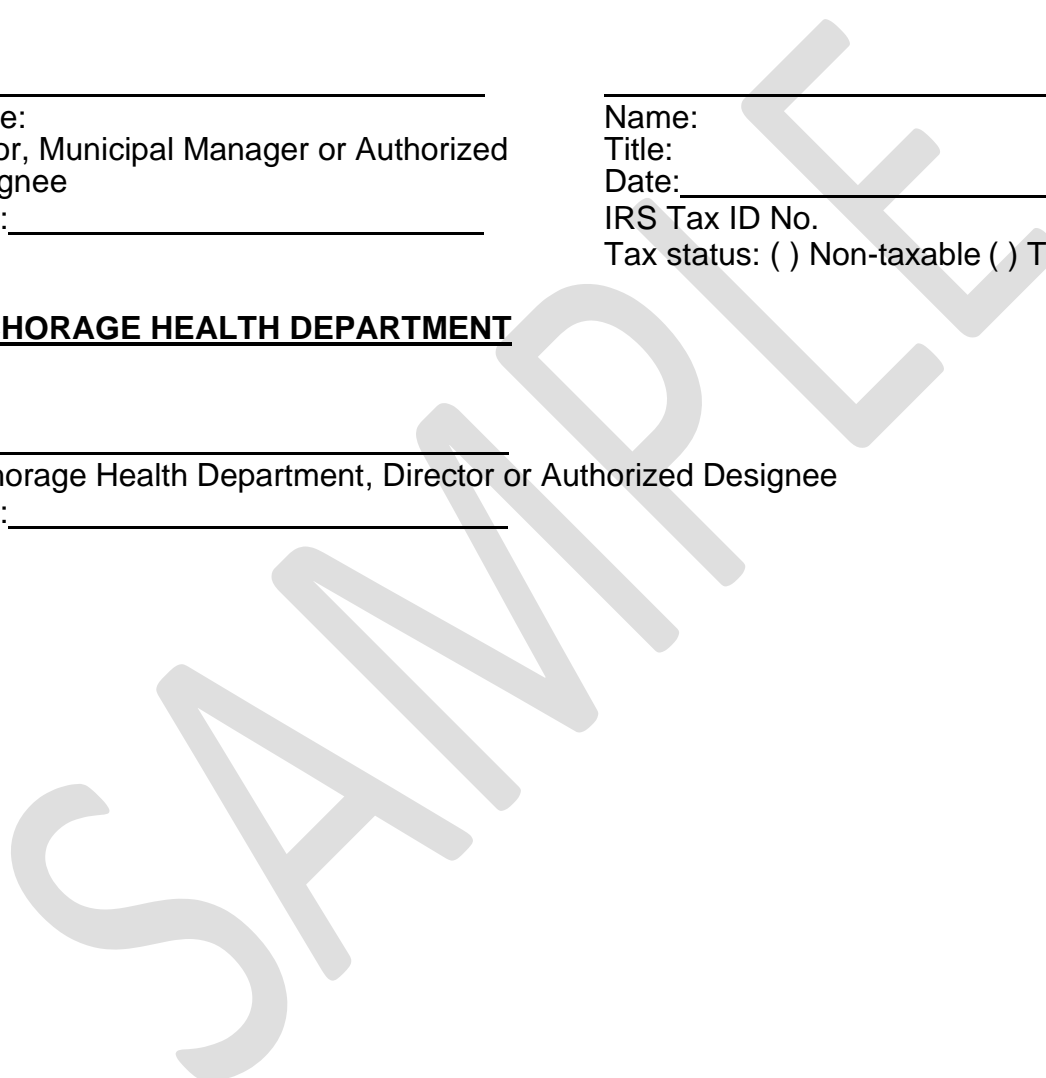 e:
or, Municipal Manager or Authorized
gnee
:
Name:
Title:
Date:
IRS Tax ID No.
Tax status: ( ) Non-taxable ( ) T
HORAGE HEALTH DEPARTMENT
horage Health Department, Director or Authorized Designee
:
SAMPLE